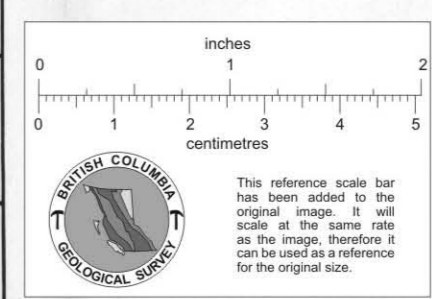 inches
0 1 2
0 1 2 3 4 5
centimetres
BRITISH COLUMBIA
GEOLOGICAL SURVEY
This reference scale bar
has been added to the
original image. It will
scale at the same rate
as the image, therefore it
can be used as a reference
for the original size.